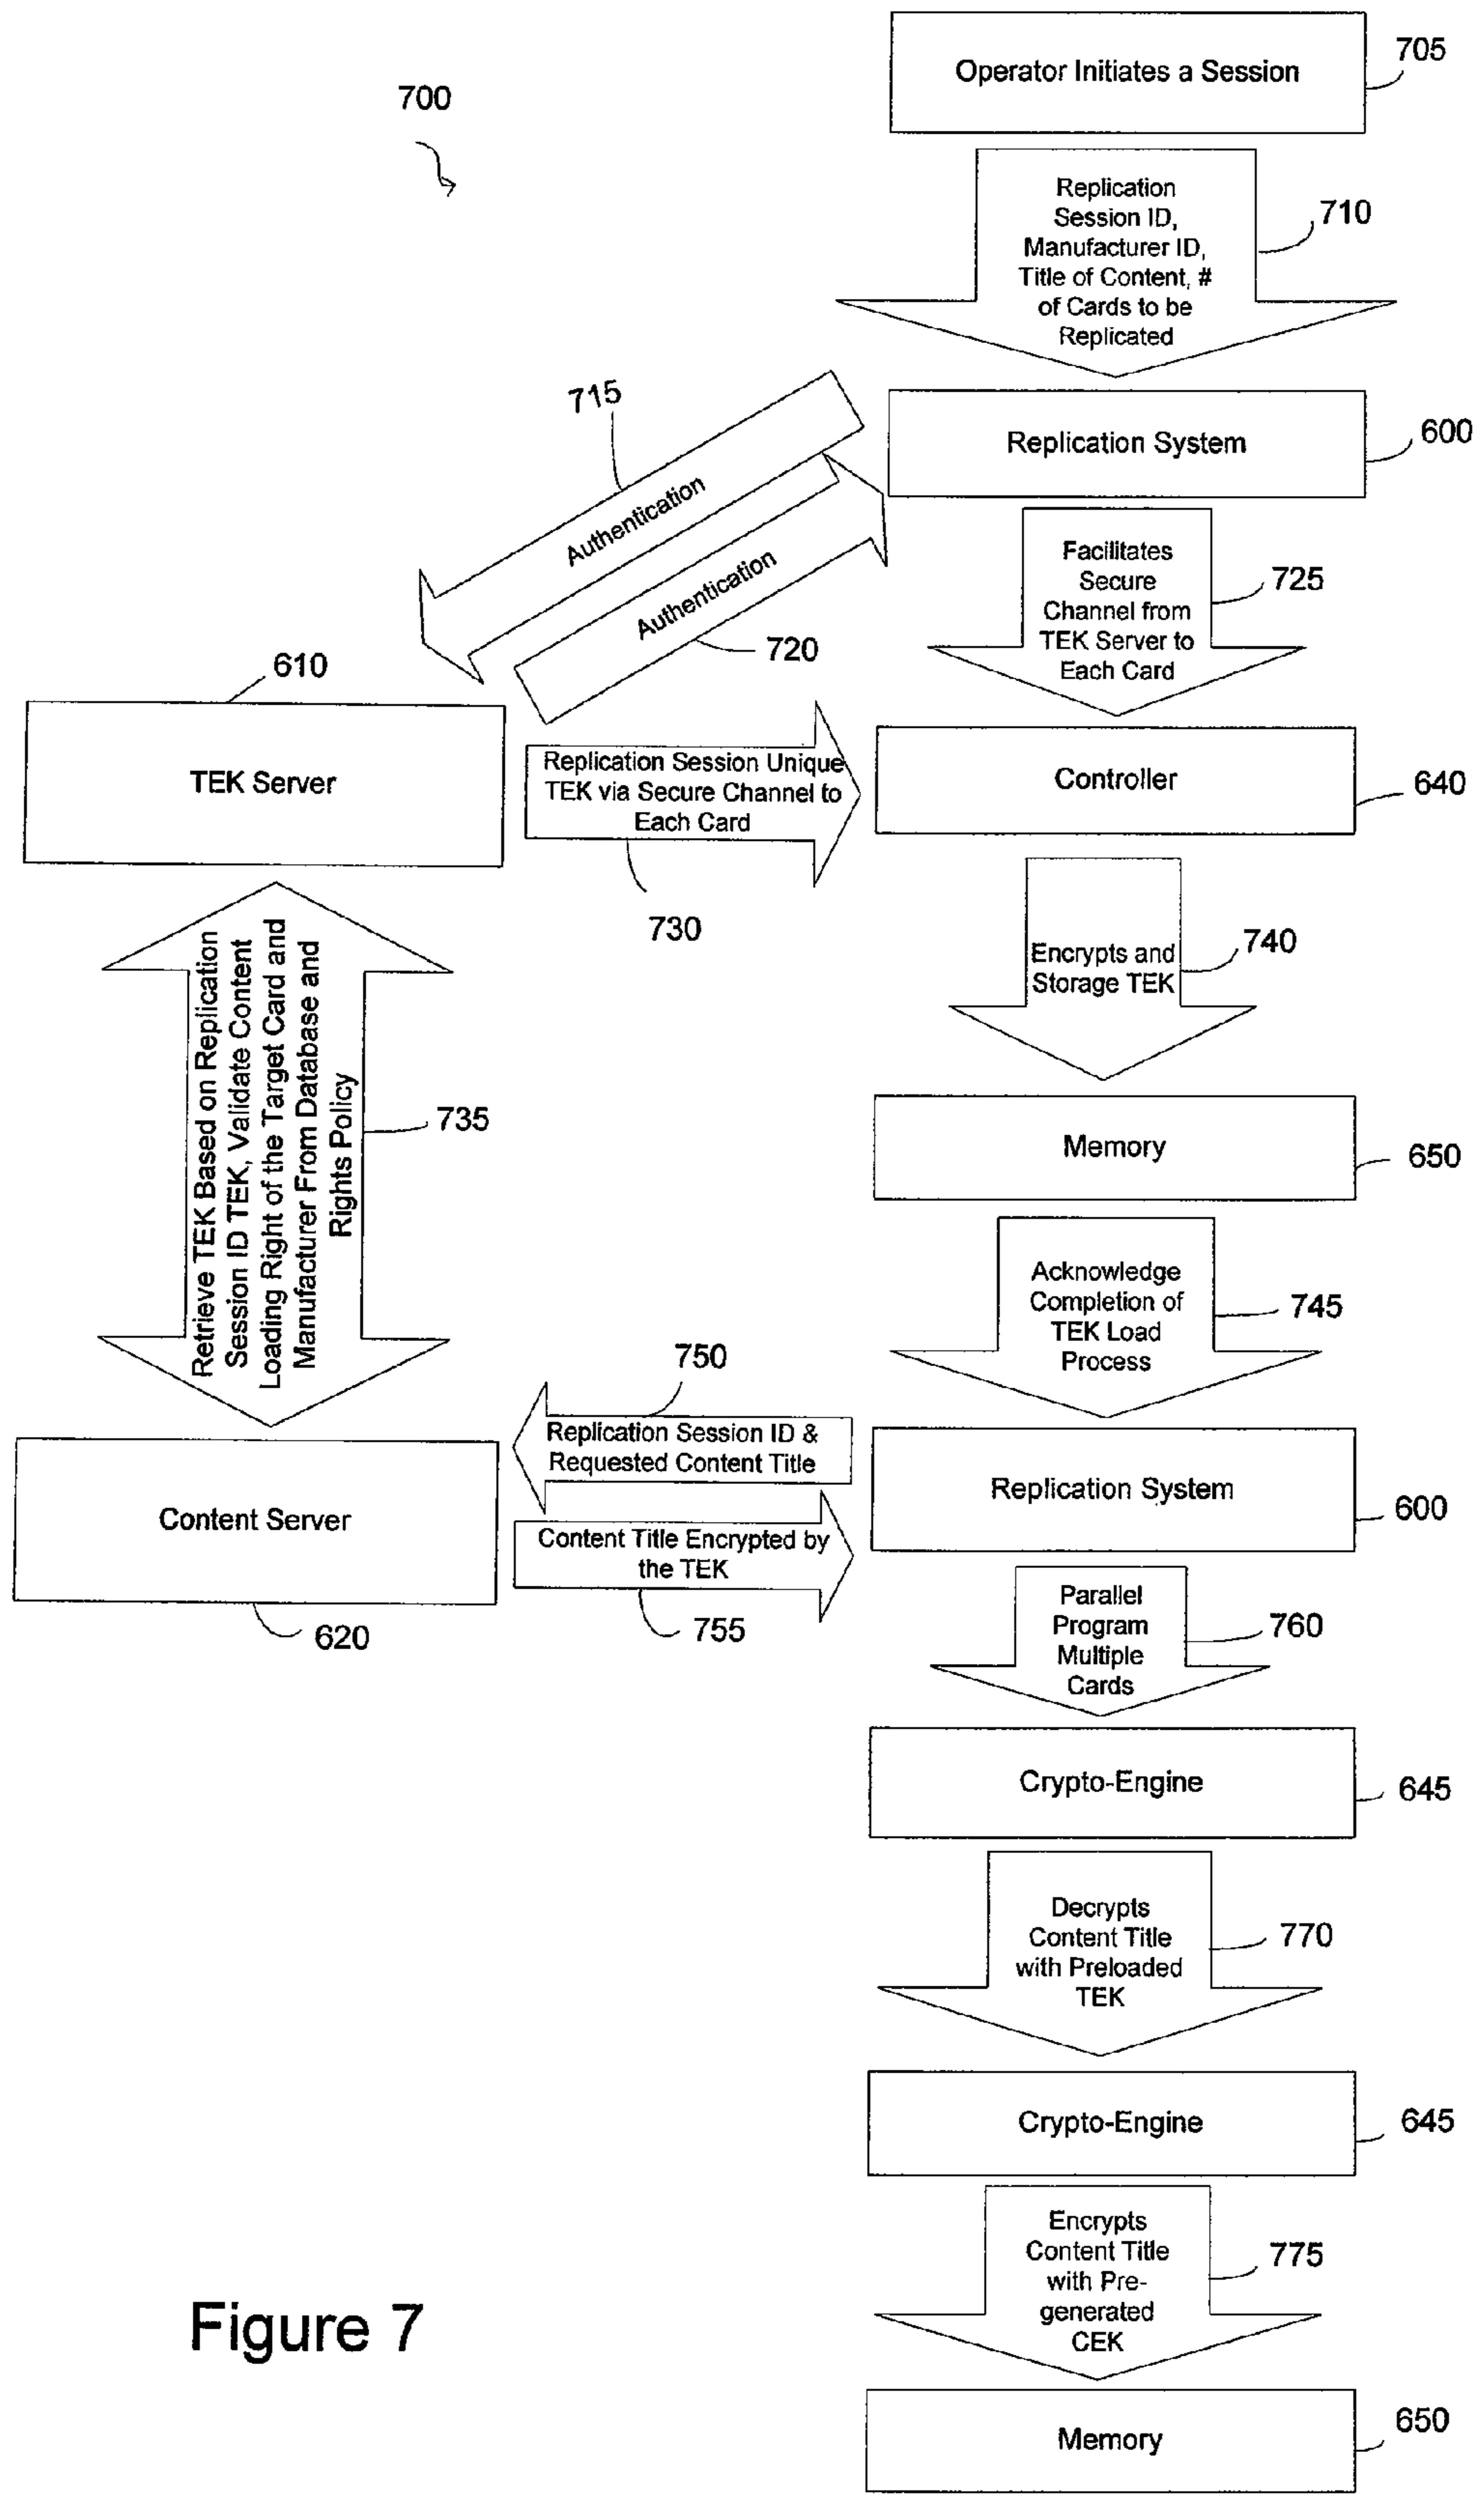 Operator Initiates a Session
705
700
Replication
Session ID,
Manufacturer ID,
Title of Content, #
of Cards to be
Replicated
710
715
Replication System
600
Authentication
Authentication
720
Facilitates
Secure
Channel from
TEK Server to
Each Card
725
610
TEK Server
Replication Session Unique
TEK via Secure Channel to
Each Card
730
Controller
640
Encrypts and
Storage TEK
740
Retrieve TEK Based on Replication
Session ID TEK, Validate Content
Loading Right of the Target Card and
Manufacturer From Database and
Rights Policy
735
Memory
650
Acknowledge
Completion of
TEK Load
Process
745
750
Replication Session ID &
Requested Content Title
Content Server
620
Content Title Encrypted by
the TEK
755
Replication System
600
Parallel
Program
Multiple
Cards
760
Crypto-Engine
645
Decrypts
Content Title
with Preloaded
TEK
770
Crypto-Engine
645
Encrypts
Content Title
with Pre-
generated
CEK
775
Memory
650
Figure 7